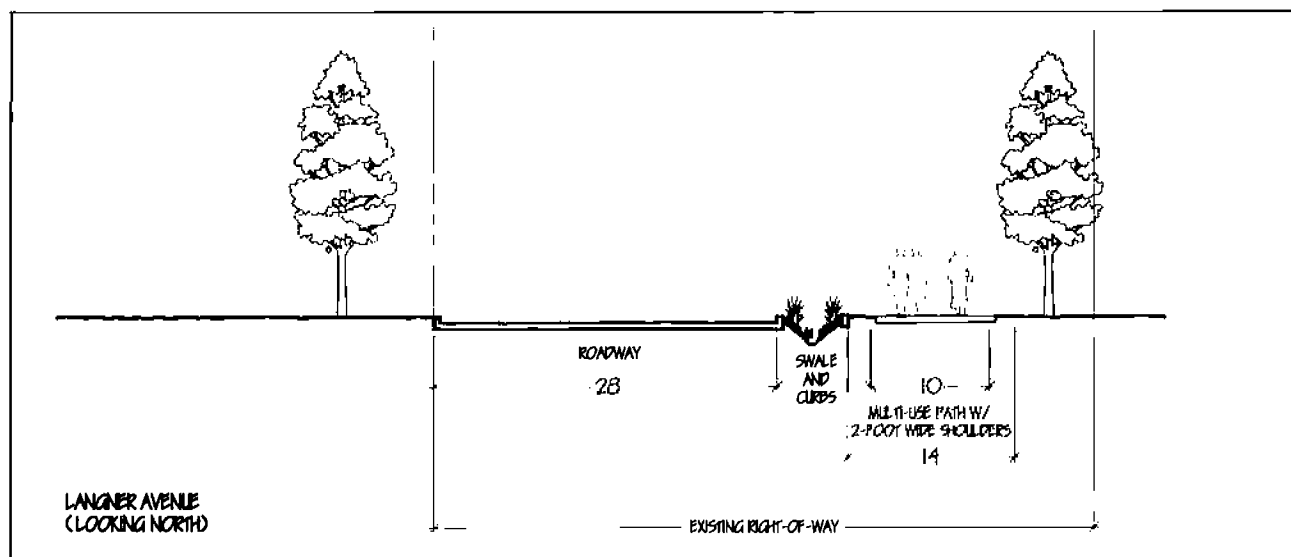 ROADWAY
28
SWALE
AND
CURBS
10
MULTI-USE PATH W/
2-FOOT WIDE SHOULDERS
14
LANGNER AVENUE
(LOOKING NORTH)
EXISTING RIGHT-OF-WAY